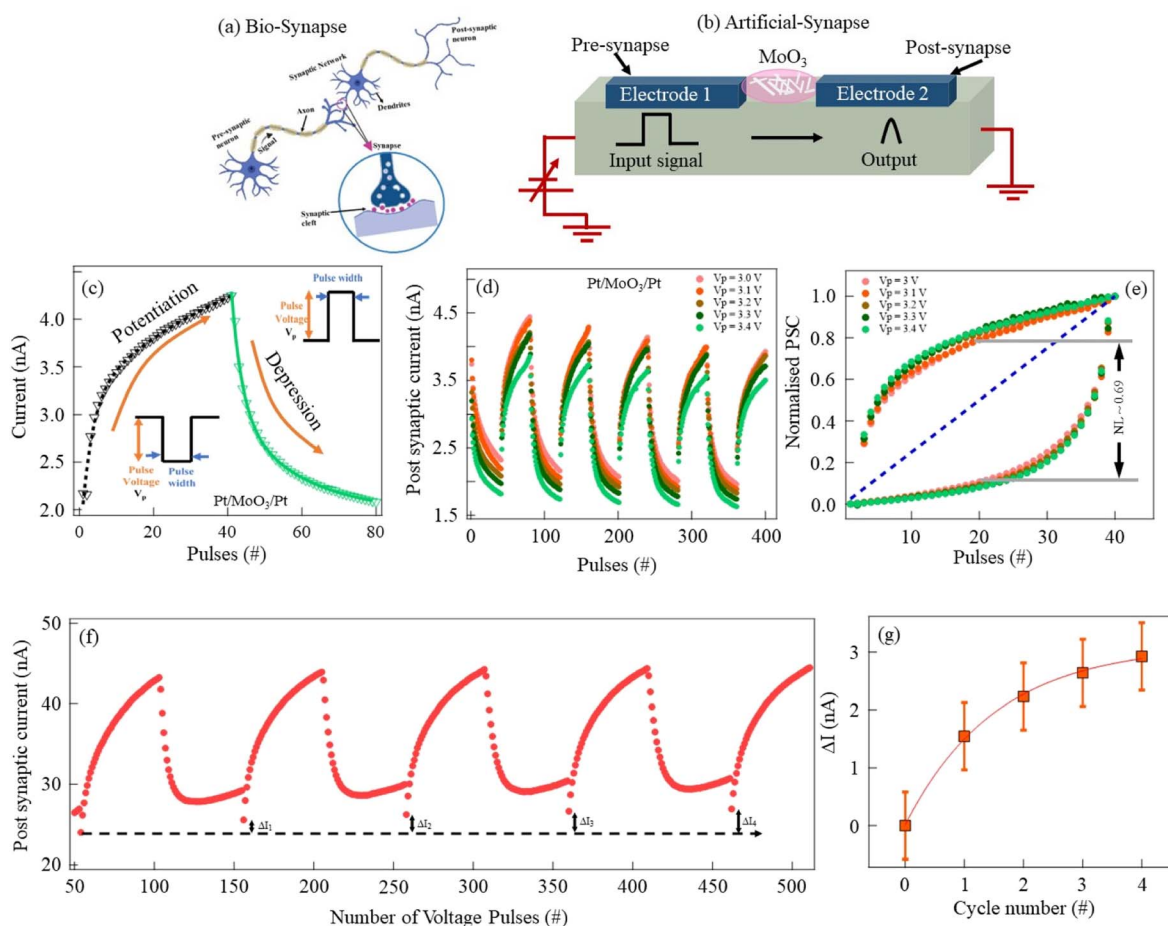 (a) Bio-Synapse
Post-synaptic
neuron
Synaptic Network
Dendrites
Axon
Pre-synaptic
neuron
Signal
Synapse
Synaptic
cleft
(b) Artificial-Synapse
Pre-synapse
MoO3
Post-synapse
Electrode 1
Electrode 2
Input signal
Output
(c)
Potentiation
Pulse width
Pulse
Voltage
Vp
Depression
Pulse
Voltage
Vp
Pulse
width
Pt/MoO3/Pt
Current (nA)
4.0
3.5
3.0
2.5
2.0
0
20
40
60
80
Pulses (#)
(d)
Pt/MoO3/Pt
Vp = 3.0 V
Vp = 3.1 V
Vp = 3.2 V
Vp = 3.3 V
Vp = 3.4 V
Post synaptic current (nA)
4.5
3.5
2.5
1.5
0
100
200
300
400
Pulses (#)
(e)
Vp = 3 V
Vp = 3 1 V
Vp = 3.2 V
Vp = 3.3 V
Vp = 3.4 V
NL ~ 0.69
Normalised PSC
1.0
0.8
0.6
0.4
0.2
0.0
10
20
30
40
Pulses (#)
(f)
Post synaptic current (nA)
50
40
30
20
ΔI1
ΔI2
ΔI3
ΔI4
50
100
150
200
250
300
350
400
450
500
Number of Voltage Pulses (#)
(g)
ΔI (nA)
3
2
1
0
0
1
2
3
4
Cycle number (#)